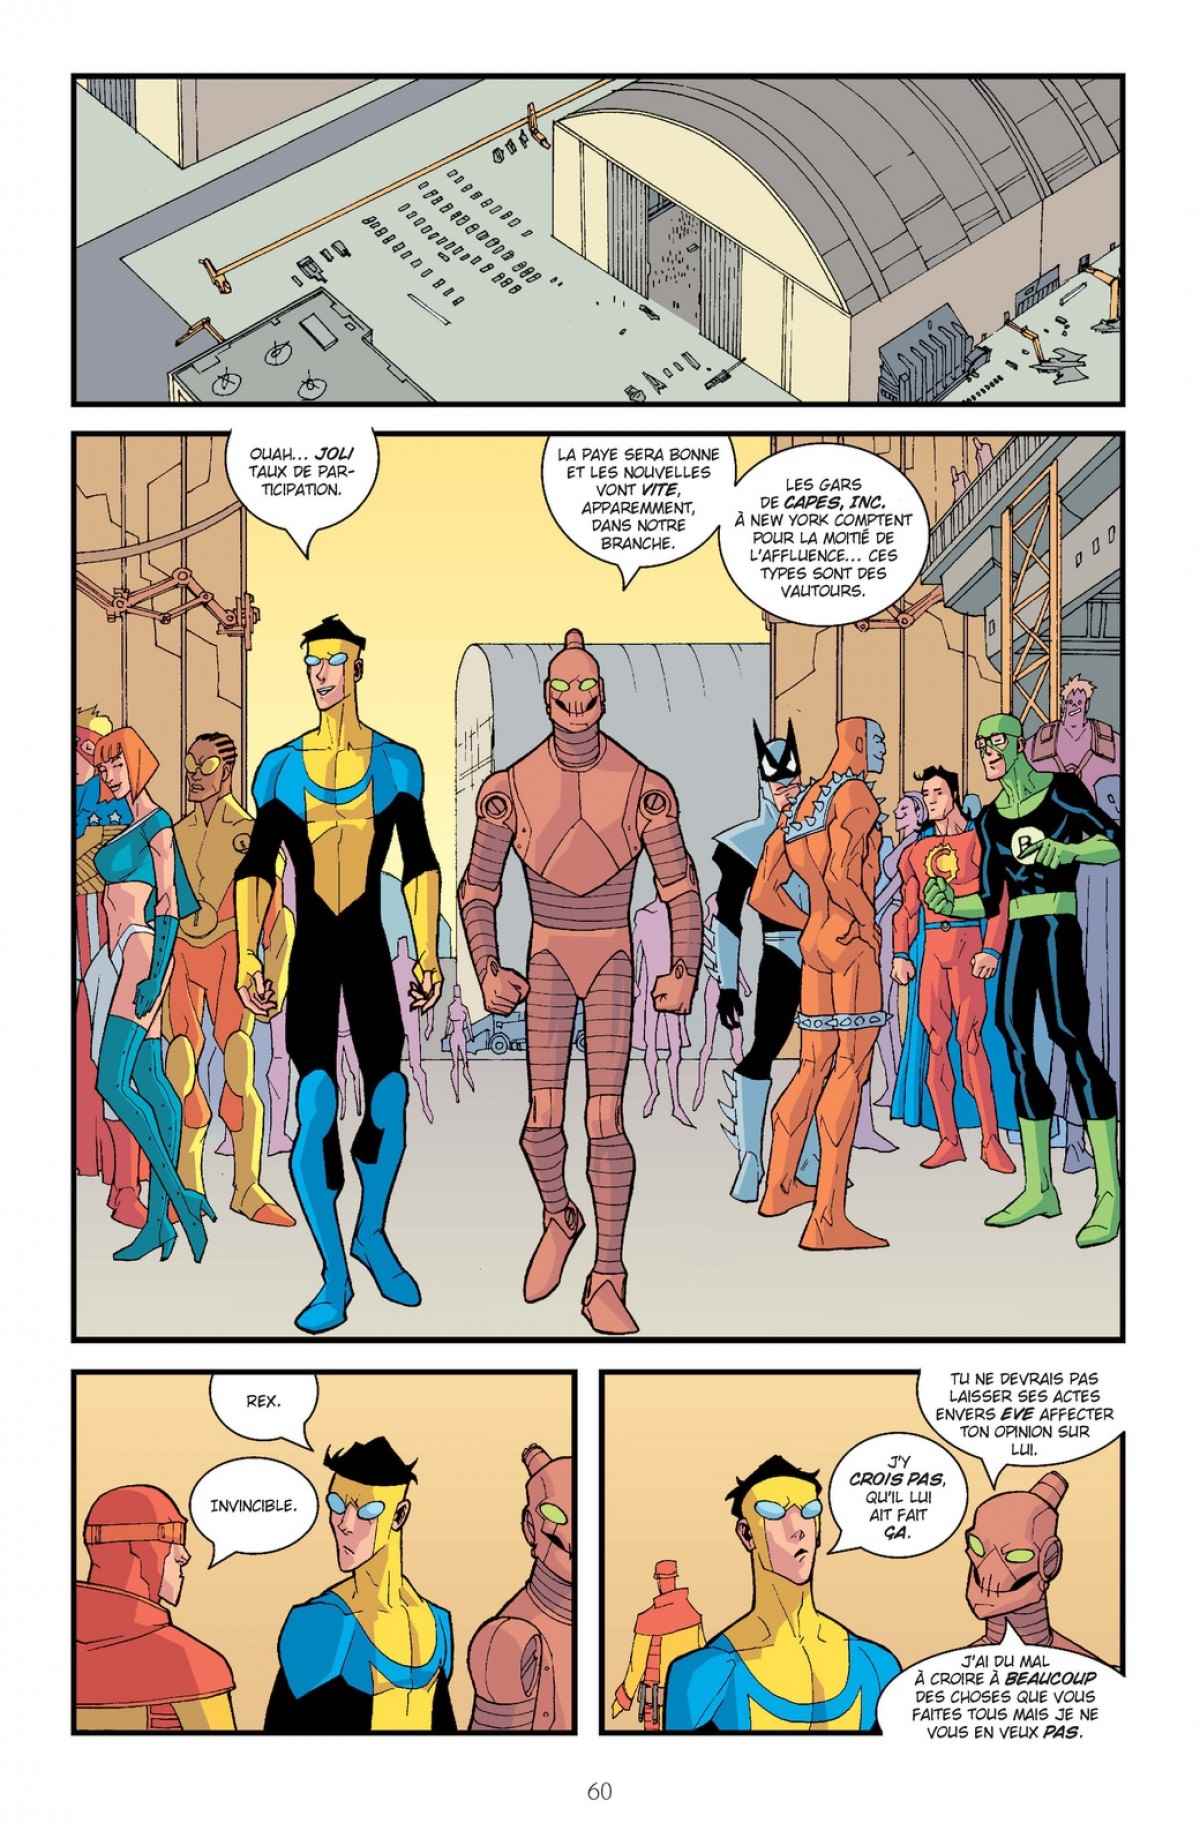 OUAH... JOLI
TAUX DE PAR-
TICIPATION.
LA PAYE SERA BONNE
ET LES NOUVELLES
VONT VITE,
APPAREMMENT,
DANS NOTRE
BRANCHE.
LES GARS
DE CAPES, INC.
À NEW YORK COMPTENT
POUR LA MOITIÉ DE
L'AFFLUENCE... CES
TYPES SONT DES
VAUTOURS.
REX.
INVINCIBLE.
TU NE DEVRAIS PAS
LAISSER SES ACTES
ENVERS EVE AFFECTER
TON OPINION SUR
LUI.
J'Y
CROIS PAS,
QU'IL LUI
AIT FAIT
ÇA.
J'AI DU MAL
À CROIRE À BEAUCOUP
DES CHOSES QUE VOUS
FAITES TOUS MAIS JE NE
VOUS EN VEUX PAS.
60